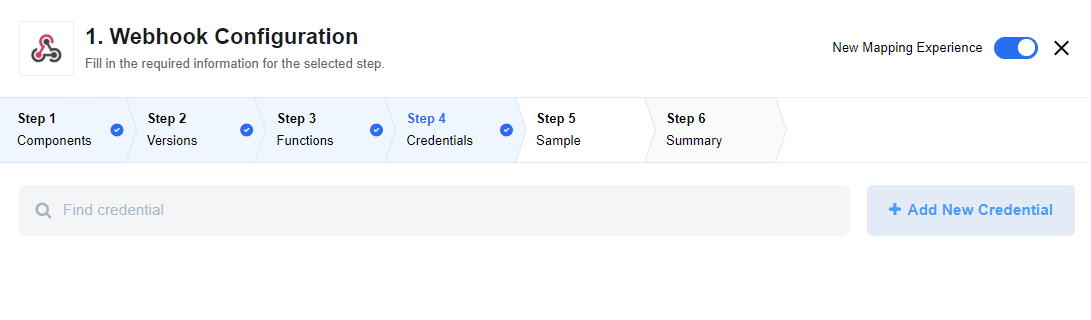 1. Webhook Configuration
Fill in the required information for the selected step.
New Mapping Experience
Step 1
Components
Step 2
Versions
Step 3
Functions
Step 4
Credentials
Step 5
Sample
Step 6
Summary
Find credential
+ Add New Credential